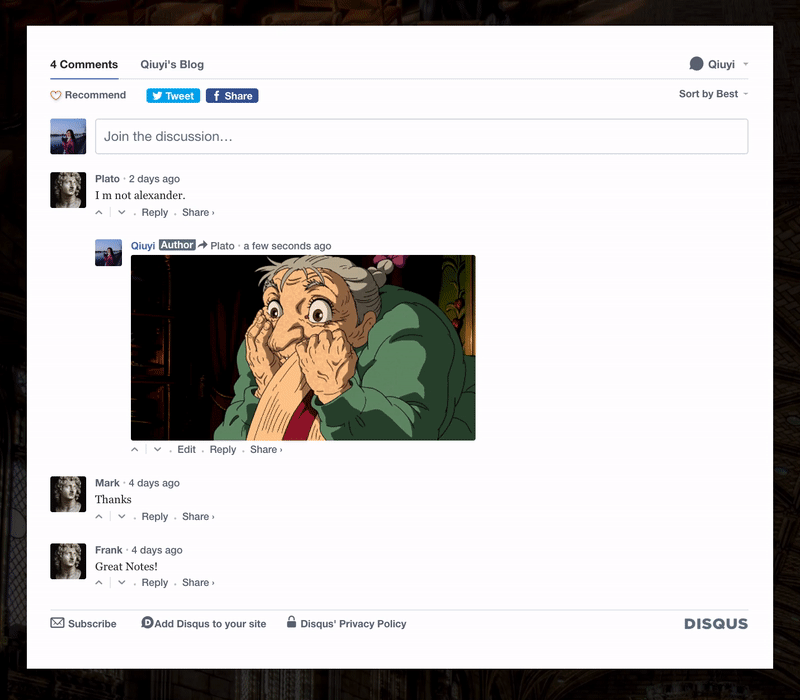 4 Comments Qiuyi's Blog Qiuyi
Recommend Tweet Share Sort by Best
Join the discussion…
Plato · 2 days ago
I m not alexander.
Reply Share ›
Qiuyi Author Plato · a few seconds ago
Edit Reply Share ›
Mark · 4 days ago
Thanks
Reply Share ›
Frank · 4 days ago
Great Notes!
Reply Share ›
Subscribe D Add Disqus to your site Disqus' Privacy Policy DISQUS